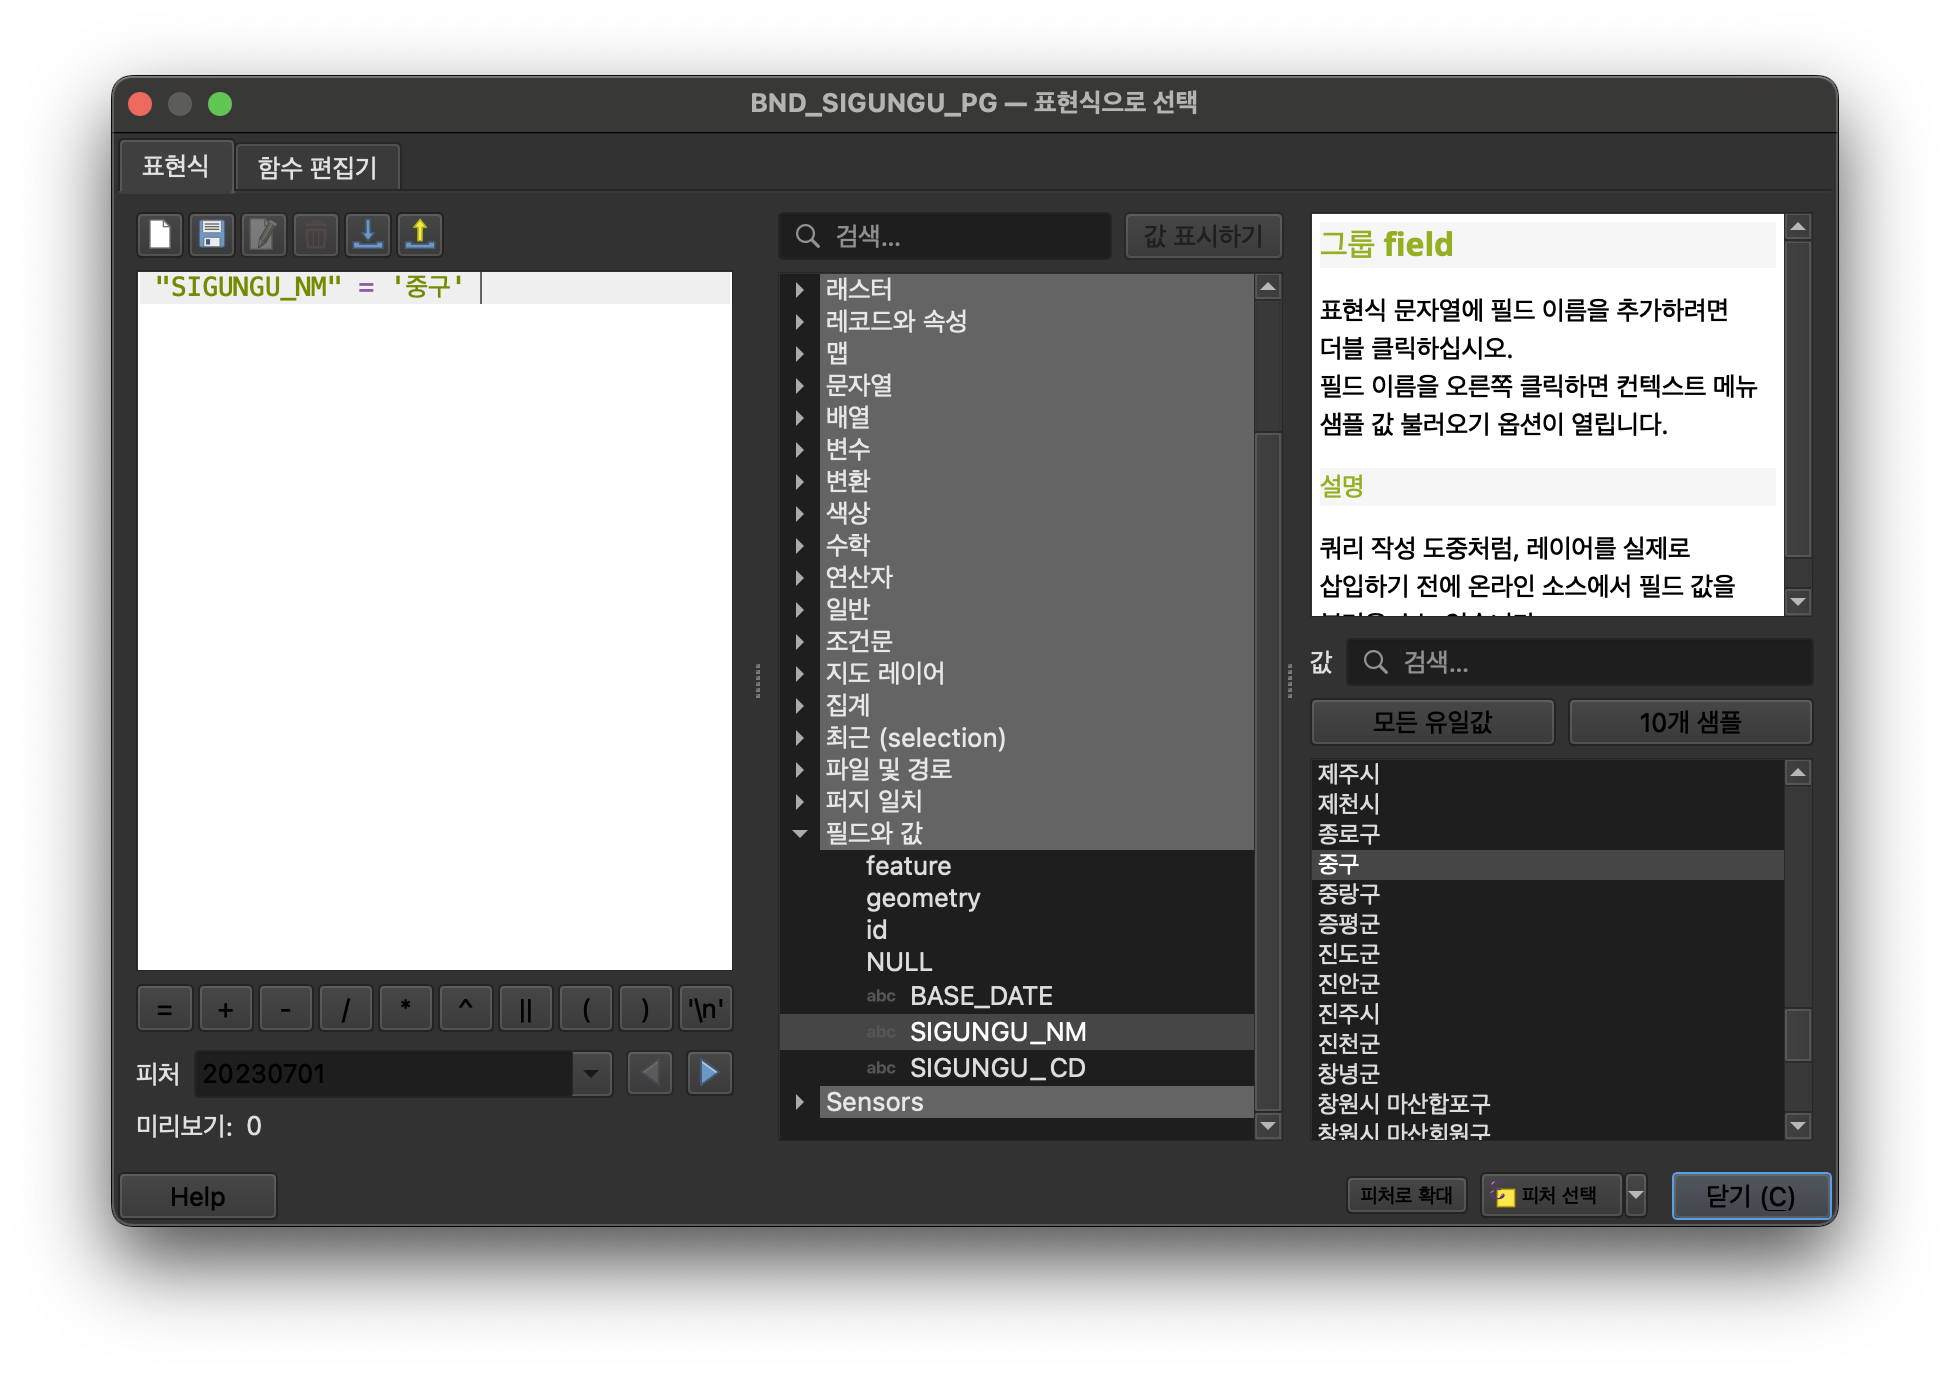 BND_SIGUNGU_PG — 표현식으로 선택
표현식
함수 편집기
"SIGUNGU_NM" = '중구'
= + - / * ^ || ( ) '\n'
피처 20230701
미리보기: 0
검색...
값 표시하기
래스터
레코드와 속성
맵
문자열
배열
변수
변환
색상
수학
연산자
일반
조건문
지도 레이어
집계
최근 (selection)
파일 및 경로
퍼지 일치
필드와 값
feature
geometry
id
NULL
abc BASE_DATE
abc SIGUNGU_NM
abc SIGUNGU_CD
Sensors
그룹 field
표현식 문자열에 필드 이름을 추가하려면
더블 클릭하십시오.
필드 이름을 오른쪽 클릭하면 컨텍스트 메뉴
샘플 값 불러오기 옵션이 열립니다.
설명
쿼리 작성 도중처럼, 레이어를 실제로
삽입하기 전에 온라인 소스에서 필드 값을
값 검색...
모든 유일값
10개 샘플
제주시
제천시
종로구
중구
중랑구
증평군
진도군
진안군
진주시
진천군
창녕군
창원시 마산합포구
창원시 마산회원구
Help
피처로 확대
피처 선택
닫기 (C)